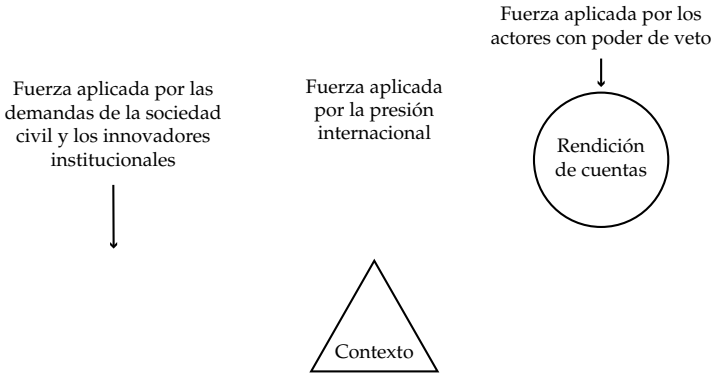 Fuerza aplicada por los
actores con poder de veto
Fuerza aplicada por las
demandas de la sociedad
civil y los innovadores
institucionales
Fuerza aplicada
por la presión
internacional
Rendición
de cuentas
Contexto